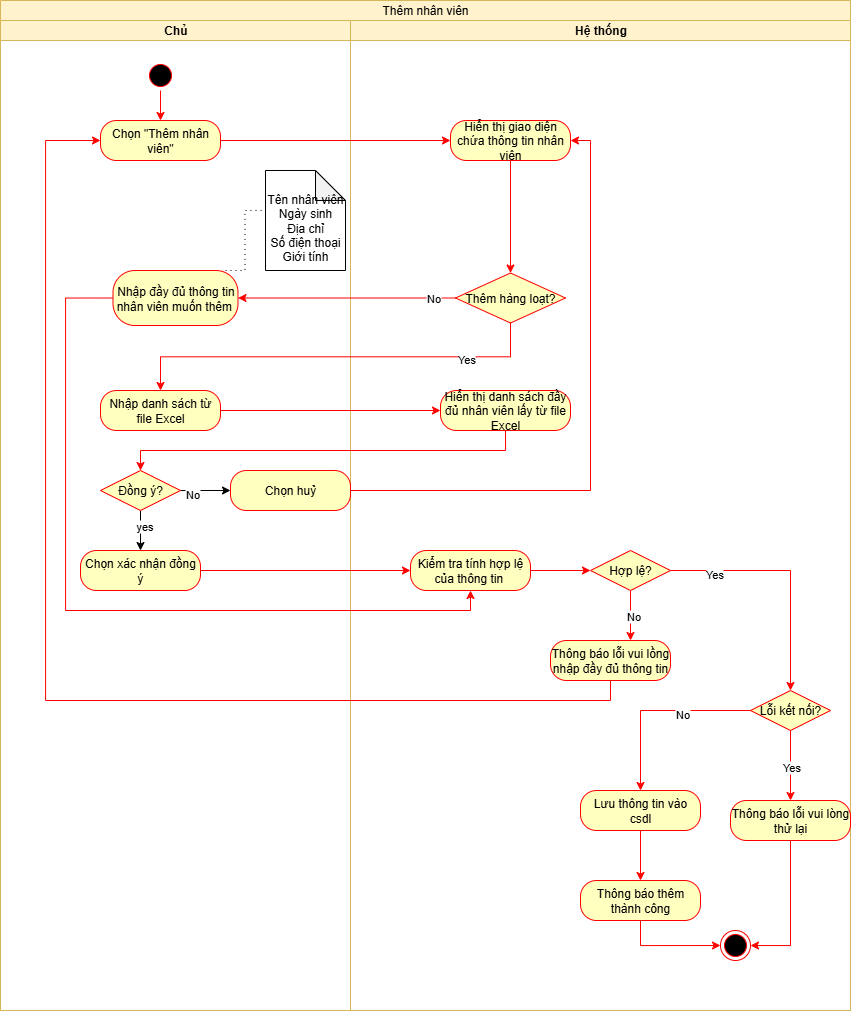 Thêm nhân viên
Chủ
Hệ thống
Chọn "Thêm nhân
viên"
Hiển thị giao diện
chứa thông tin nhân
viên
Tên nhân viên
Ngày sinh
Địa chỉ
Số điện thoại
Giới tính
Nhập đầy đủ thông tin
nhân viên muốn thêm
No
Thêm hàng loạt?
Yes
Nhập danh sách từ
file Excel
Hiển thị danh sách đầy
đủ nhân viên lấy từ file
Excel
Đồng ý?
No
Chọn huỷ
yes
Chọn xác nhận đồng
ý
Kiểm tra tính hợp lệ
của thông tin
Hợp lệ?
Yes
No
Thông báo lỗi vui lồng
nhập đầy đủ thông tin
Lỗi kết nối?
No
Yes
Lưu thông tin vào
csdl
Thông báo lỗi vui lòng
thử lại
Thông báo thêm
thành công